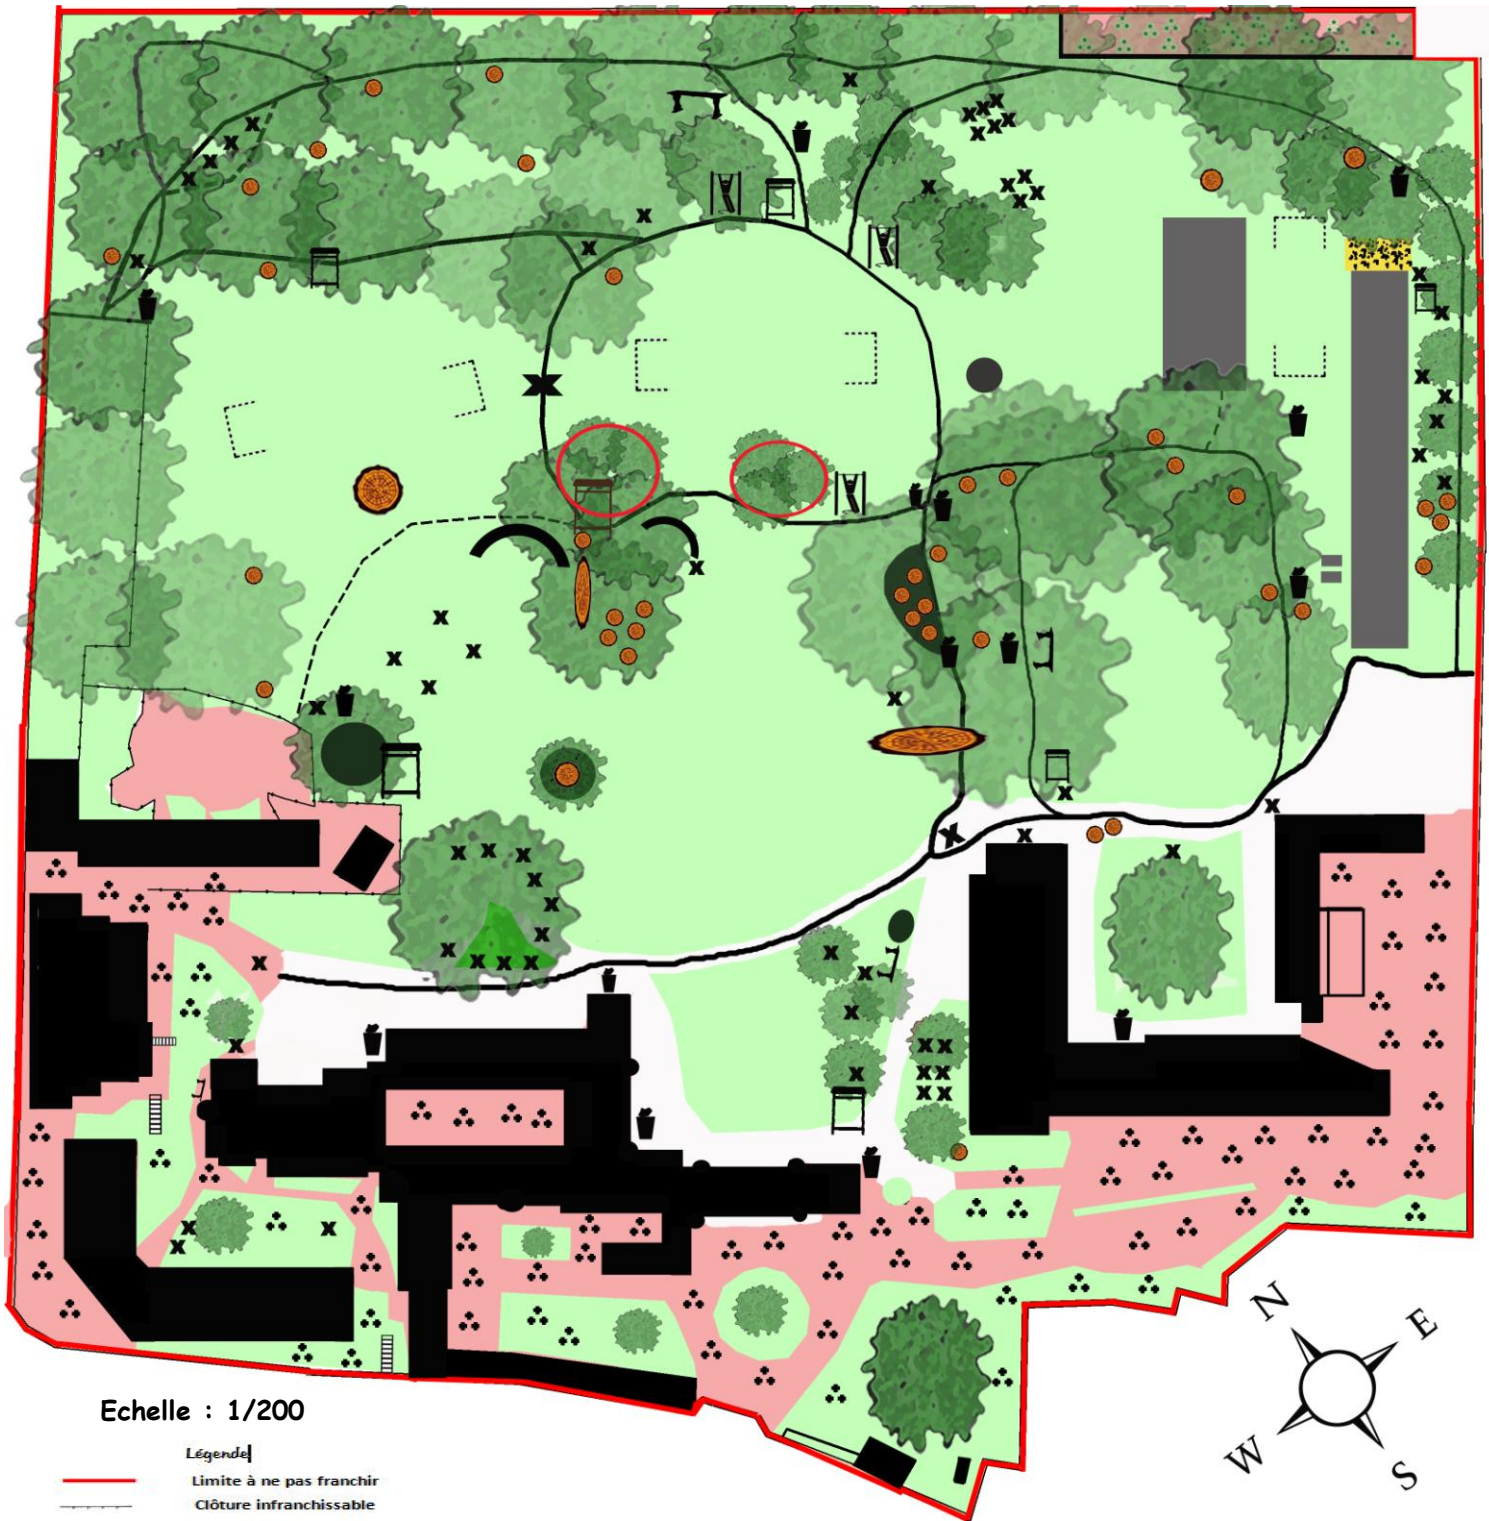 N
E
W
S
Echelle : 1/200
Légende
Limite à ne pas franchir
Clôture infranchissable